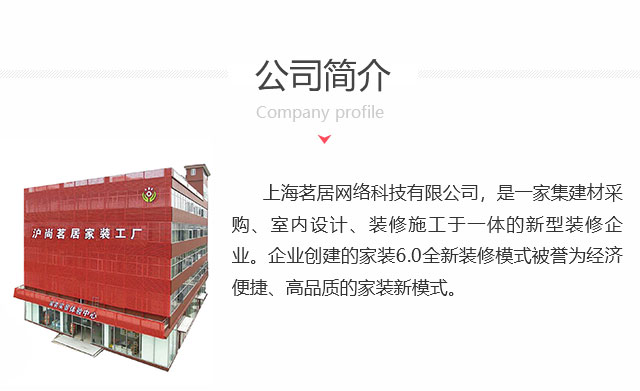 公司简介
Company profile
上海茗居网络科技有限公司，是一家集建材采
购、室内设计、装修施工于一体的新型装修企
业。企业创建的家装6.0全新装修模式被誉为经济
便捷、高品质的家装新模式。
沪尚茗居家装工厂
体验中心